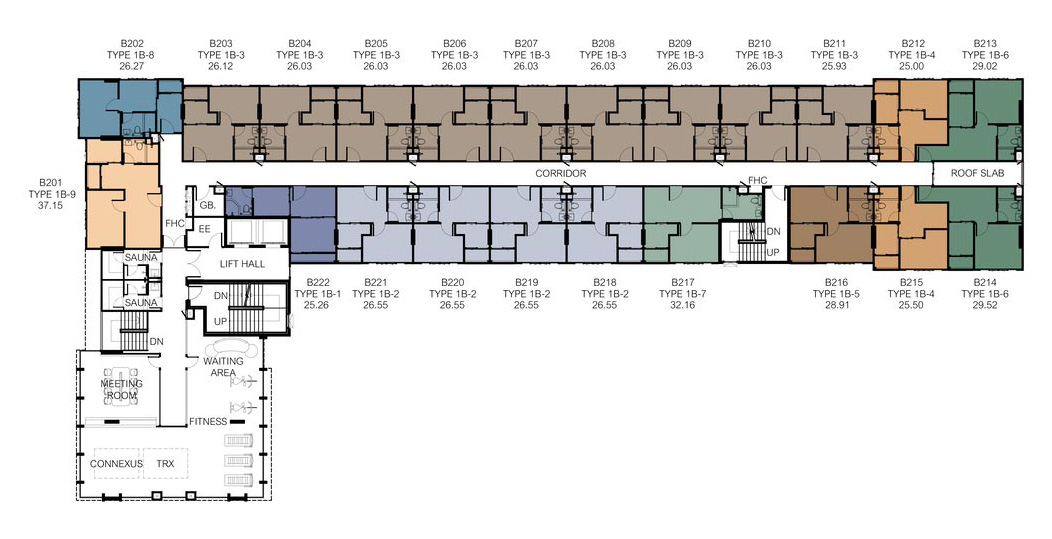 B202
TYPE 1B-8
26.27
B203
TYPE 1B-3
26.12
B204
TYPE 1B-3
26.03
B205
TYPE 1B-3
26.03
B206
TYPE 1B-3
26.03
B207
TYPE 1B-3
26.03
B208
TYPE 1B-3
26.03
B209
TYPE 1B-3
26.03
B210
TYPE 1B-3
26.03
B211
TYPE 1B-3
25.93
B212
TYPE 1B-4
25.00
B213
TYPE 1B-6
29.02
CORRIDOR
ROOF SLAB
FHC
B201
TYPE 1B-9
37.15
GB.
FHC
EE
DN
UP
SAUNA
LIFT HALL
SAUNA
DN
UP
DN
B222
TYPE 1B-1
25.26
B221
TYPE 1B-2
26.55
B220
TYPE 1B-2
26.55
B219
TYPE 1B-2
26.55
B218
TYPE 1B-2
26.55
B217
TYPE 1B-7
32.16
B216
TYPE 1B-5
28.91
B215
TYPE 1B-4
25.50
B214
TYPE 1B-6
29.52
WAITING
AREA
MEETING
ROOM
FITNESS
CONNEXUS
TRX